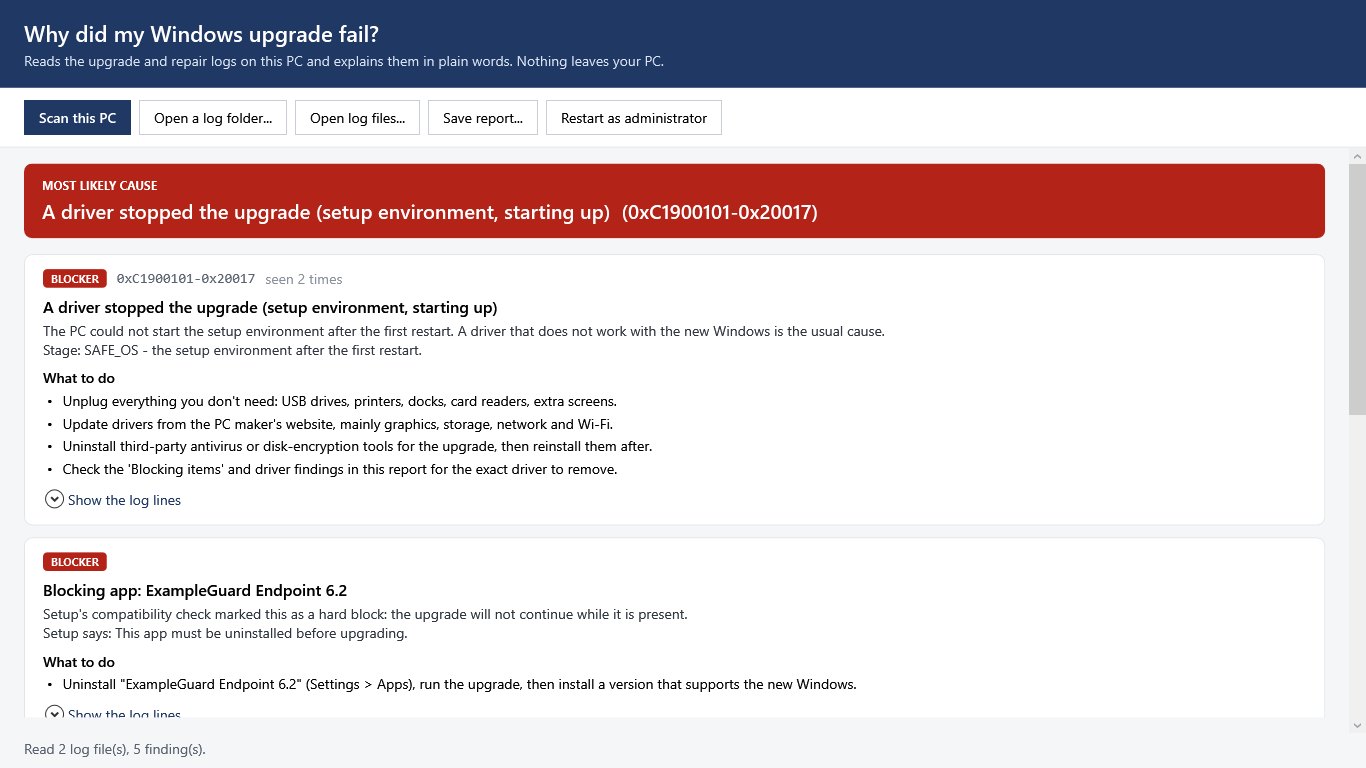 Why did my Windows upgrade fail?
Reads the upgrade and repair logs on this PC and explains them in plain words. Nothing leaves your PC.
Scan this PC
Open a log folder...
Open log files...
Save report...
Restart as administrator
MOST LIKELY CAUSE
A driver stopped the upgrade (setup environment, starting up) (0xC1900101-0x20017)
BLOCKER 0xC1900101-0x20017 seen 2 times
A driver stopped the upgrade (setup environment, starting up)
The PC could not start the setup environment after the first restart. A driver that does not work with the new Windows is the usual cause.
Stage: SAFE_OS - the setup environment after the first restart.
What to do
• Unplug everything you don't need: USB drives, printers, docks, card readers, extra screens.
• Update drivers from the PC maker's website, mainly graphics, storage, network and Wi-Fi.
• Uninstall third-party antivirus or disk-encryption tools for the upgrade, then reinstall them after.
• Check the 'Blocking items' and driver findings in this report for the exact driver to remove.
Show the log lines
BLOCKER
Blocking app: ExampleGuard Endpoint 6.2
Setup's compatibility check marked this as a hard block: the upgrade will not continue while it is present.
Setup says: This app must be uninstalled before upgrading.
What to do
• Uninstall "ExampleGuard Endpoint 6.2" (Settings > Apps), run the upgrade, then install a version that supports the new Windows.
Show the log lines
Read 2 log file(s), 5 finding(s).